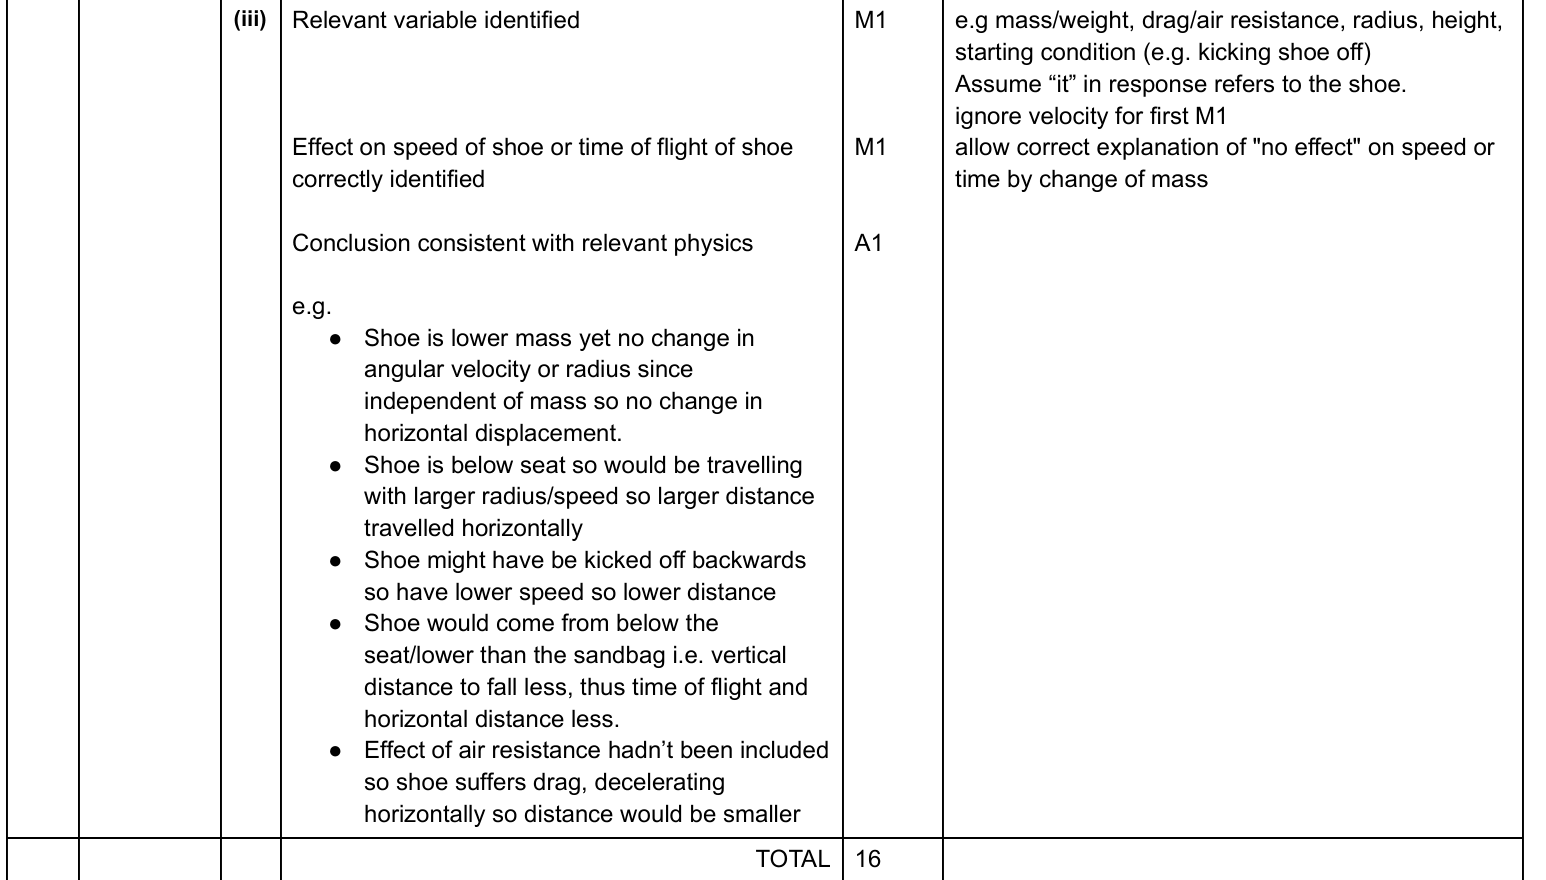 (iii) Relevant variable identified M1 e.g mass/weight, drag/air resistance, radius, height,
starting condition (e.g. kicking shoe off)
Assume “it” in response refers to the shoe.
ignore velocity for first M1
Effect on speed of shoe or time of flight of shoe M1 allow correct explanation of "no effect" on speed or
correctly identified time by change of mass
Conclusion consistent with relevant physics A1
e.g.
● Shoe is lower mass yet no change in
angular velocity or radius since
independent of mass so no change in
horizontal displacement.
● Shoe is below seat so would be travelling
with larger radius/speed so larger distance
travelled horizontally
● Shoe might have be kicked off backwards
so have lower speed so lower distance
● Shoe would come from below the
seat/lower than the sandbag i.e. vertical
distance to fall less, thus time of flight and
horizontal distance less.
● Effect of air resistance hadn’t been included
so shoe suffers drag, decelerating
horizontally so distance would be smaller
TOTAL 16